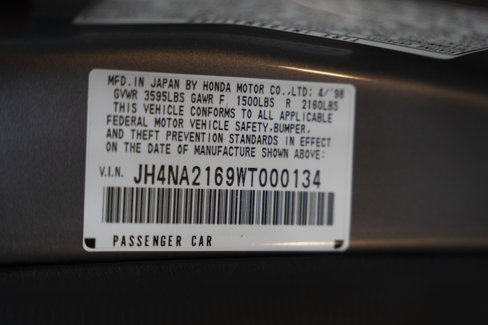 MFD. IN JAPAN BY HONDA MOTOR CO.,LTD: 4/'98
GVWR 3595LBS GAWR F. 1500LBS R 2160LBS
THIS VEHICLE CONFORMS TO ALL APPLICABLE
FEDERAL MOTOR VEHICLE SAFETY,BUMPER,
AND THEFT PREVENTION STANDARDS IN EFFECT
ON THE DATE OF MANUFACTURE SHOWN ABOVE:
V.I.N. JH4NA2169WT000134
PASSENGER CAR